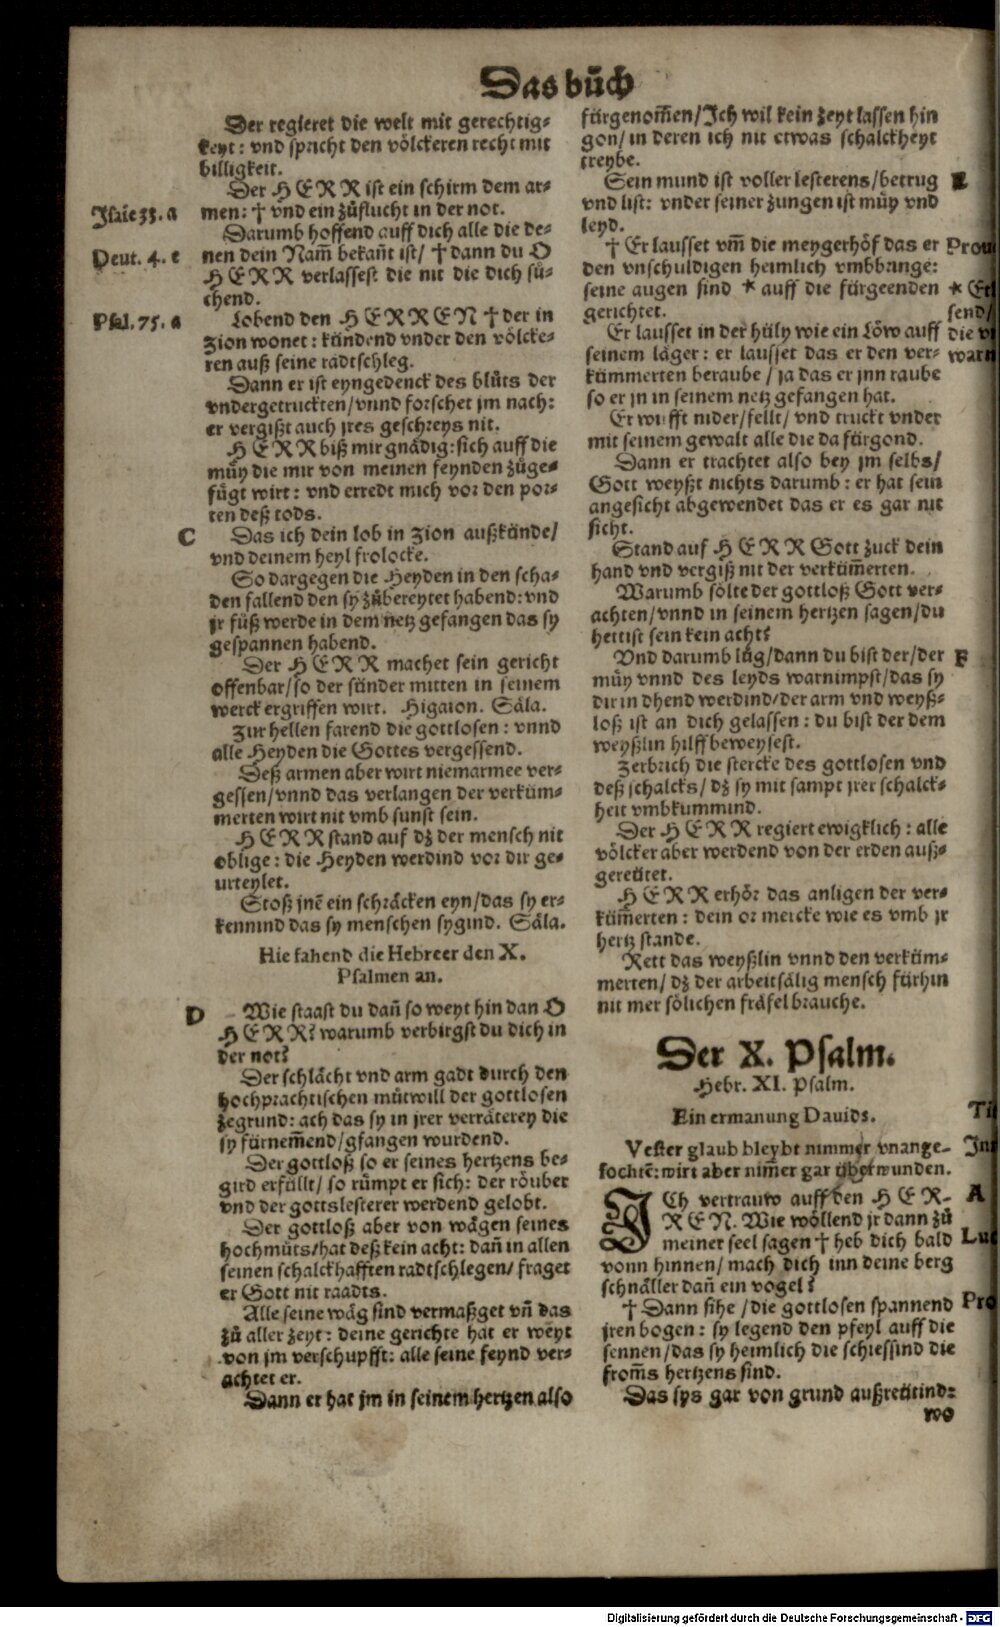 Das bůch
Der regieret die welt mit gerechtig⸗
keyt: vnd spricht den völckeren recht mit
billigkeit.
Der HERR ist ein schirm dem ar⸗
Isaie 33. a
men: † vnd ein zůflucht in der not.
Darumb hoffend auff dich alle die de⸗
Deut. 4. e
nen dein Nam̃ bekañt ist/ † dann du O
HERR verlassest die nit die dich sů⸗
chend.
Psal. 75. a
Lobend den HERREN † der in
Zion wonet: kündend vnder den völcke⸗
ren auß seine radtschleg.
Dann er ist eyngedenck des blůts der
vndergetruckten/ vnnd forschet jm nach:
er vergißt auch jres geschreys nit.
HERR biß mir gnädig: sich auff die
müy die mir von meinen feynden zůge⸗
fügt wirt: vnd erredt mich vor den por⸗
ten deß tods.
C
Das ich dein lob in Zion außkünde/
vnd deinem heyl frolocke.
So dargegen die Heyden in den scha⸗
den fallend den sy zůbereytet habend: vnd
jr fůß werde in dem netz gefangen das sy
gespannen habend.
Der HERR machet sein gericht
offenbar/ so der sünder mitten in seinem
werck ergriffen wirt. Higaion. Säla.
Zur hellen farend die gottlosen: vnnd
alle Heyden die Gottes vergessend.
Deß armen aber wirt niemarmee ver⸗
gessen/ vnnd das verlangen der verküm⸗
merten wirt nit vmb sunst sein.
HERR stand auf dz der mensch nit
oblige: die Heyden werdind vor dir ge⸗
urteylet.
Stoß jnē ein schräcken eyn/ das sy er⸗
kennind das sy menschen sygind. Säla.
Hie fahend die Hebreer den X.
Psalmen an.
D
Wie staast du dañ so weyt hin dan O
HERR? warumb verbirgst du dich in
der not?
Der schlächt vnd arm gadt durch den
hochprachtischen můtwill der gottlosen
zegrund: ach das sy in jrer verräterey die
sy fürnem̃end/ gfangen wurdend.
Der gottloß so er seines hertzens be⸗
gird erfüllt/ so rümpt er sich: der röuber
vnd der gottslesterer werdend gelobt.
Der gottloß aber von wägen seines
hochmůts/ hat deß kein acht: dañ in allen
seinen schalckhafften radtschlegen/ fraget
er Gott nit raadts.
Alle seine wäg sind vermaßget vñ das
zů aller zeyt: deine gerichte hat er weyt
von jm verschupfft: alle seine feynd ver⸗
achtet er.
Dann er hat jm in seinem hertzen also
fürgenom̃en/ Ich wil kein zeyt lassen hin
gon/ in deren ich nit etwas schalckheyt
treybe.
Sein mund ist voller lesterens/ betrug
E
vnd list: vnder seiner zungen ist müy vnd
leyd.
† Er lausset vm̃ die meygerhöf das er
Prou
den vnschuldigen heimlich vmbbringe:
seine augen sind * auff die fürgeenden
* Erl
gerichtet.
send/
Er lausset in der hüly wie ein Löw auff
die vi
seinem läger: er lausset das er den ver⸗
warn
kümmerten beraube / ja das er jnn raube
so er jn in seinem netz gefangen hat.
Er wifft nider/ fellt/ vnd truckt vnder
mit seinem gewalt alle die da fürgond.
Dann er trachtet also bey jm selbs/
Gott weyßt nichts darumb: er hat sein
angesicht abgewendet das er es gar nit
sicht.
Stand auf HERR Gott zuck dein
hand vnd vergiß nit der verküm̃erten.
Warumb sölte der gottloß Gott ver⸗
achten/ vnnd in seinem hertzen sagen/ du
hettist sein kein acht?
Vnd darumb lůg/ dann du bist der/ der
F
müy vnnd des leyds warnimpst/ das sy
dir in dhend werdind/ der arm vnd weyß⸗
loß ist an dich gelassen: du bist der dem
weyßlin hilff beweysest.
Zerbrich die stercke des gottlosen vnd
deß schalcks/ dz sy mit sampt jrer schalck⸗
heit vmbkummind.
Der HERR regiert ewigklich: alle
völcker aber werdend von der erden auß⸗
gereütet.
HERR erhör das anligen der ver⸗
küm̃erten: dein or mercke wie es vmb jr
hertz stande.
Rett das weyßlin vnnd den verküm⸗
merten/ dz der arbeitsälig mensch fürhin
nit mer sölichen fräfel brauche.
Der X. Psalm.
Hebr. XI. Psalm.
Ein ermanung Dauids.
Vester glaub bleybt nimmer vnange⸗
fochtē: wirt aber nim̃er gar überwunden.
ICh vertrauw auff den HER⸗
A
REN. Wie wöllend jr dann zů
meiner seel sagen † heb dich bald
Luc
vonn hinnen/ mach dich inn deine berg
schnäller dañ ein vogel?
† Dann sihe / die gottlosen spannend
Pro
jren bogen: sy legend den pfeyl auff die
sennen/ das sy heimlich die schiessind die
from̃s hertzens sind.
Das sys gar von grund außreütind:
wo
Digitalisierung gefördert durch die Deutsche Forschungsgemeinschaft - DFG